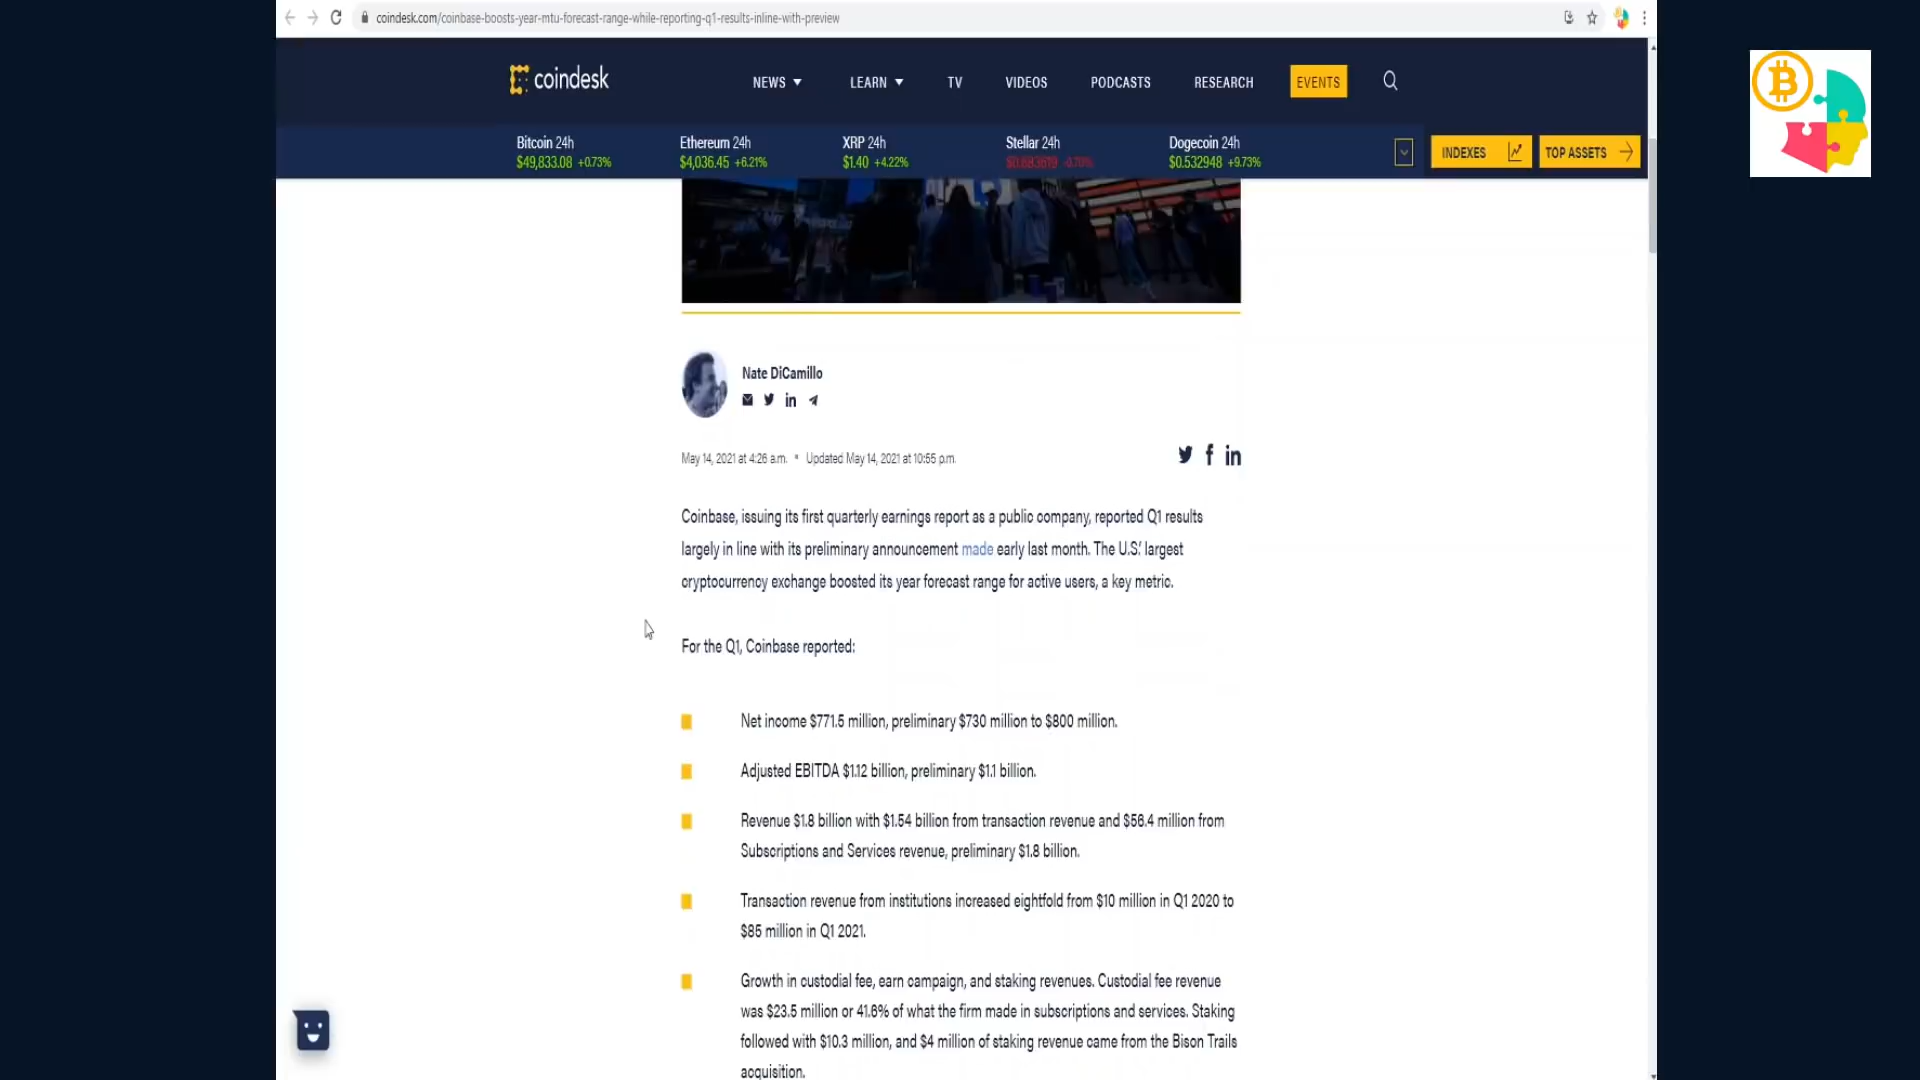 coindesk.com/coinbase-boosts-year-mtu-forecast-range-while-reporting-q1-results-inline-with-preview
coindesk
NEWS
LEARN
TV
VIDEOS
PODCASTS
RESEARCH
EVENTS
Bitcoin 24h
$49,833.08 +0.73%
Ethereum 24h
$4,036.45 +6.21%
XRP 24h
$1.40 +4.22%
Stellar 24h
Dogecoin 24h
$0.532948 +9.73%
INDEXES
TOP ASSETS
Nate DiCamillo
May 14, 2021 at 4:26 a.m. • Updated May 14, 2021 at 10:55 p.m.
Coinbase, issuing its first quarterly earnings report as a public company, reported Q1 results
largely in line with its preliminary announcement made early last month. The U.S.' largest
cryptocurrency exchange boosted its year forecast range for active users, a key metric.
For the Q1, Coinbase reported:
Net income $771.5 million, preliminary $730 million to $800 million.
Adjusted EBITDA $1.12 billion, preliminary $1.1 billion.
Revenue $1.8 billion with $1.54 billion from transaction revenue and $56.4 million from
Subscriptions and Services revenue, preliminary $1.8 billion.
Transaction revenue from institutions increased eightfold from $10 million in Q1 2020 to
$85 million in Q1 2021.
Growth in custodial fee, earn campaign, and staking revenues. Custodial fee revenue
was $23.5 million or 41.6% of what the firm made in subscriptions and services. Staking
followed with $10.3 million, and $4 million of staking revenue came from the Bison Trails
acquisition.